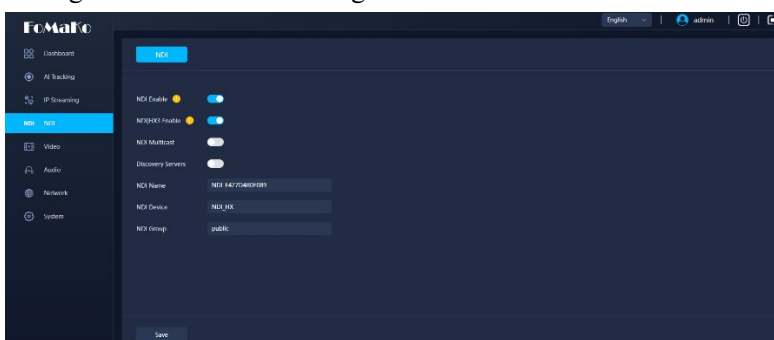 FoMaKo
English
admin
Dashboard
AI Tracking
IP Streaming
NDI NDI
Video
Audio
Network
System
NDI
NDI Enable
NDI|HX3 Enable
NDI Multicast
Discovery Servers
NDI Name
NDI Device NDI_HX
NDI Group public
Save